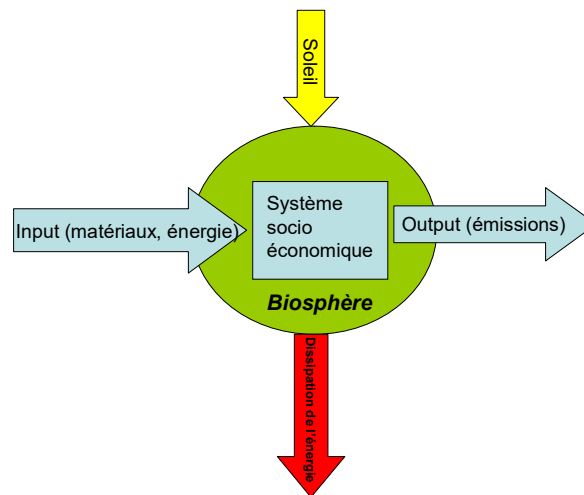 Soleil
Input (matériaux, énergie)
Système
socio
économique
Output (émissions)
Biosphère
Dissipation de l'énergie